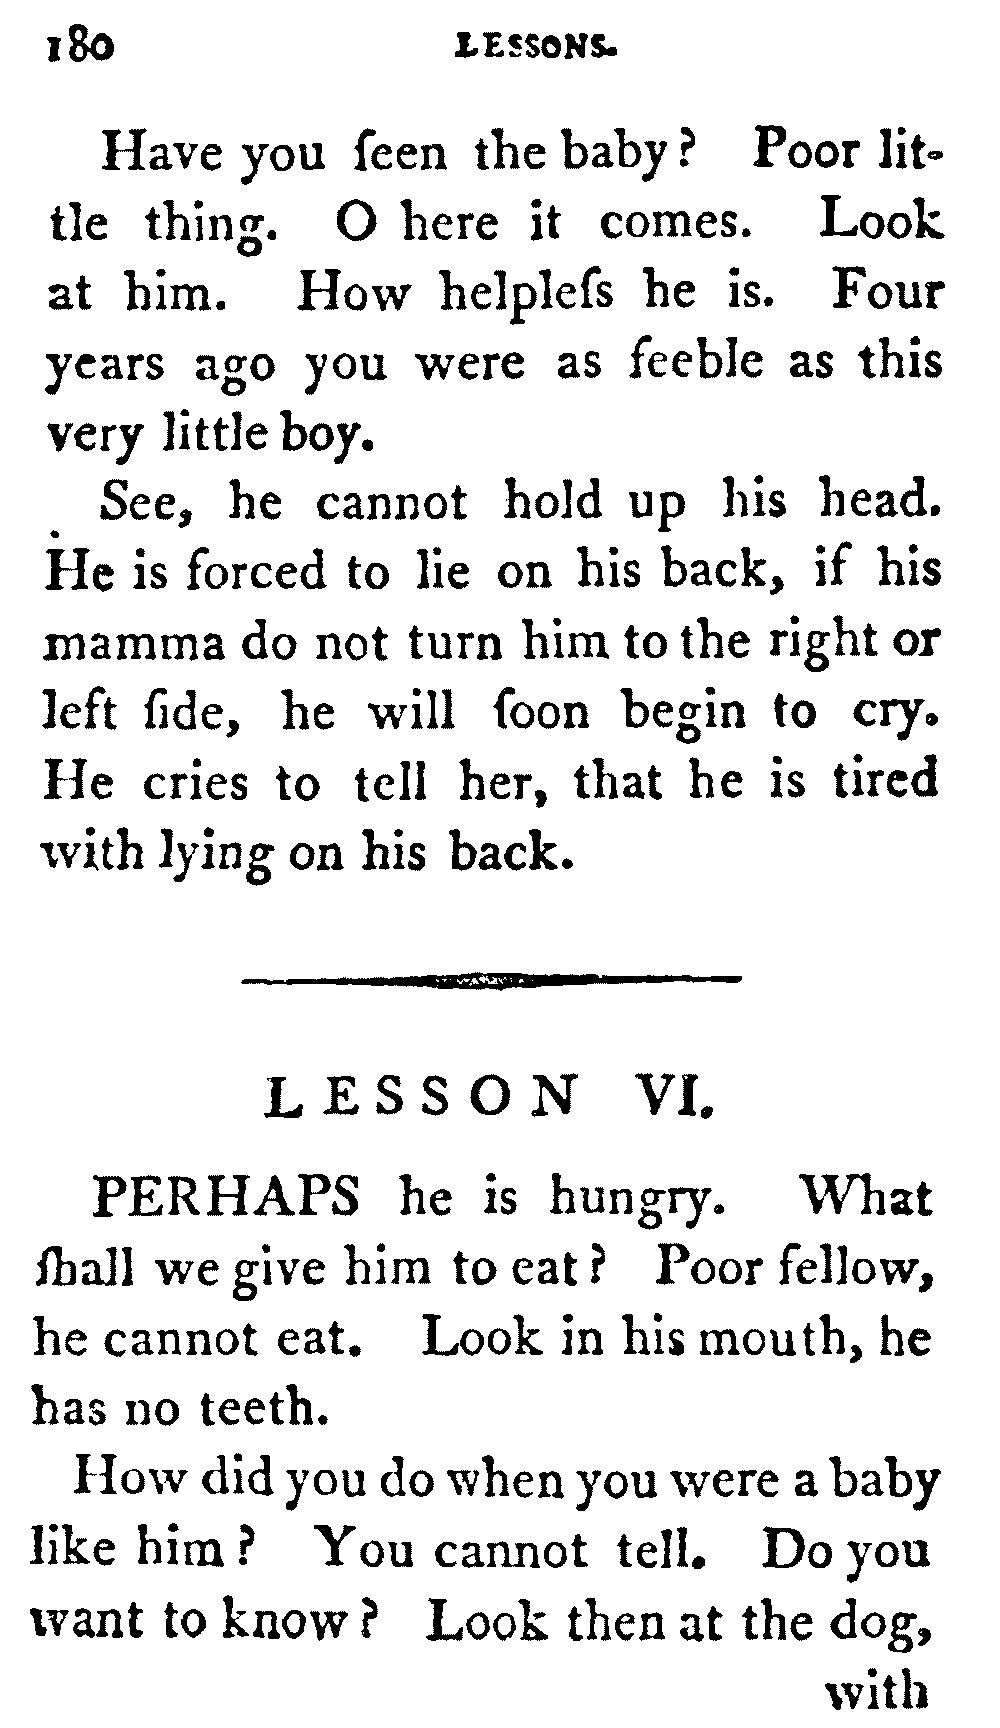 180 LESSONS.
Have you ſeen the baby? Poor lit-
tle thing. O here it comes. Look
at him. How helpleſs he is. Four
years ago you were as feeble as this
very little boy.
See, he cannot hold up his head.
He is forced to lie on his back, if his
mamma do not turn him to the right or
left ſide, he will ſoon begin to cry.
He cries to tell her, that he is tired
with lying on his back.
LESSON VI.
PERHAPS he is hungry. What
ſhall we give him to eat? Poor fellow,
he cannot eat. Look in his mouth, he
has no teeth.
How did you do when you were a baby
like him? You cannot tell. Do you
want to know? Look then at the dog,
with